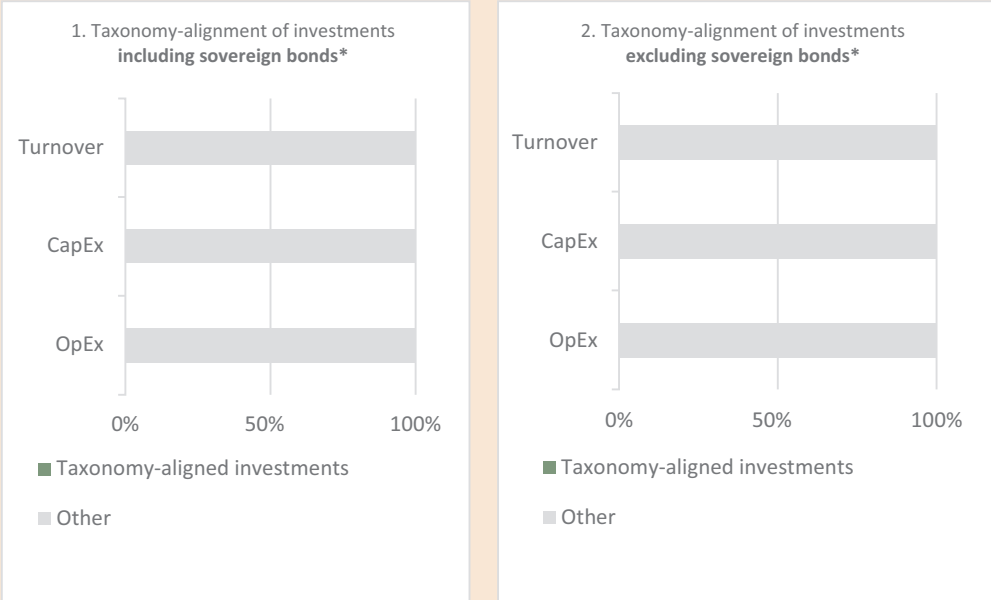 1. Taxonomy-alignment of investments
including sovereign bonds*
Turnover
CapEx
OpEx
0% 50% 100%
Taxonomy-aligned investments
Other
2. Taxonomy-alignment of investments
excluding sovereign bonds*
Turnover
CapEx
OpEx
0% 50% 100%
Taxonomy-aligned investments
Other